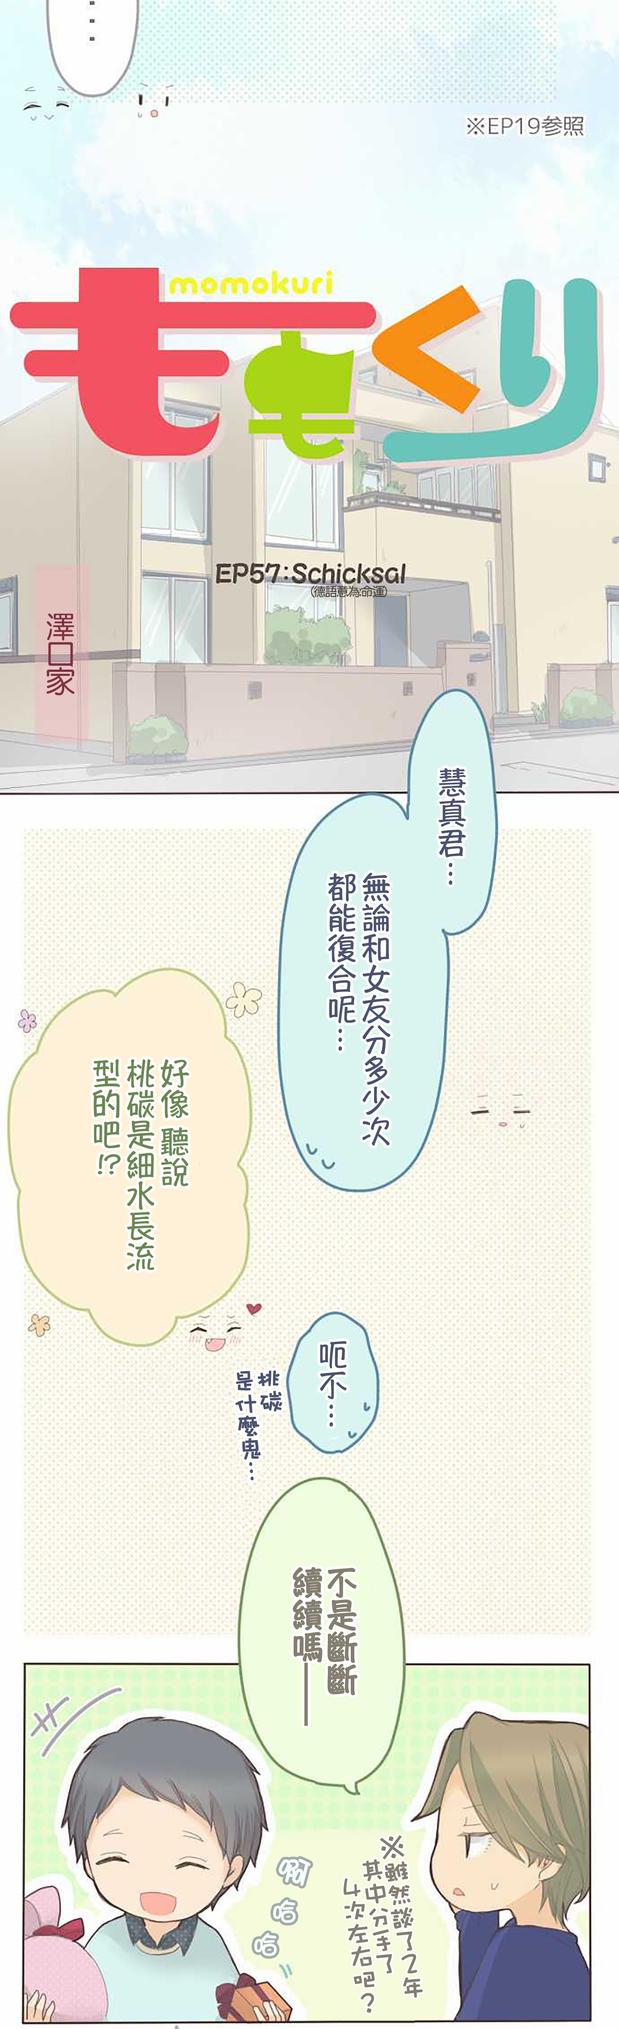 ⋮
※EP19参照
momokuri
ももくり
EP57:Schicksal
(德語意為:命運)
澤口家
慧真君…
無論和女友分多少次
都能復合呢…
好像 聽說
桃碳是細水長流
型的吧!?
呃不…
桃碳
是什麼鬼…
不是斷斷
續續嗎——
啊
哈
哈
※雖然談了2年
其中分手了
4次左右吧？